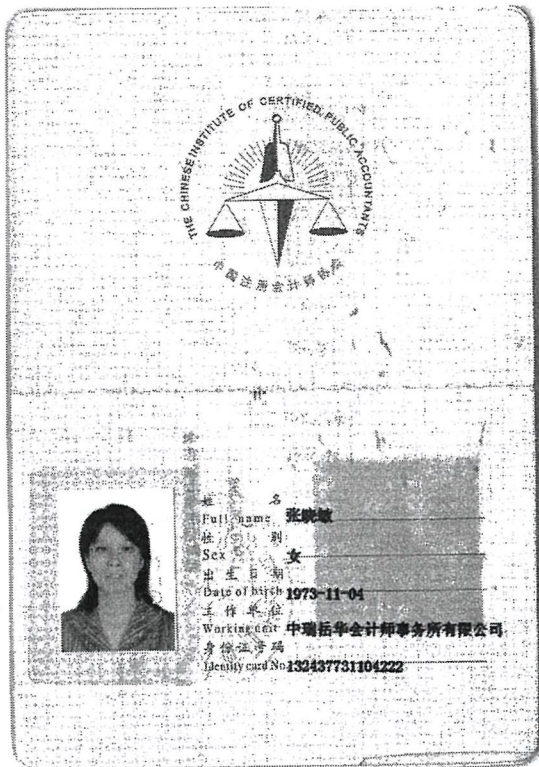 THE CHINESE INSTITUTE OF CERTIFIED PUBLIC ACCOUNTANTS
中国注册会计师协会
姓 名
Full name 张晓敏
性 别
Sex 女
出 生 日 期
Date of birth 1973-11-04
工 作 单 位
Working unit 中瑞岳华会计师事务所有限公司
身份证号码
Identity card No. 132437731104222